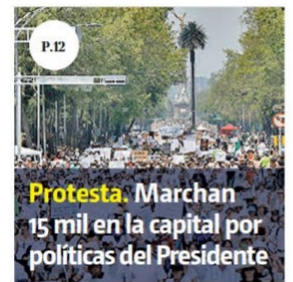 P.12
Protesta. Marchan
15 mil en la capital por
políticas del Presidente